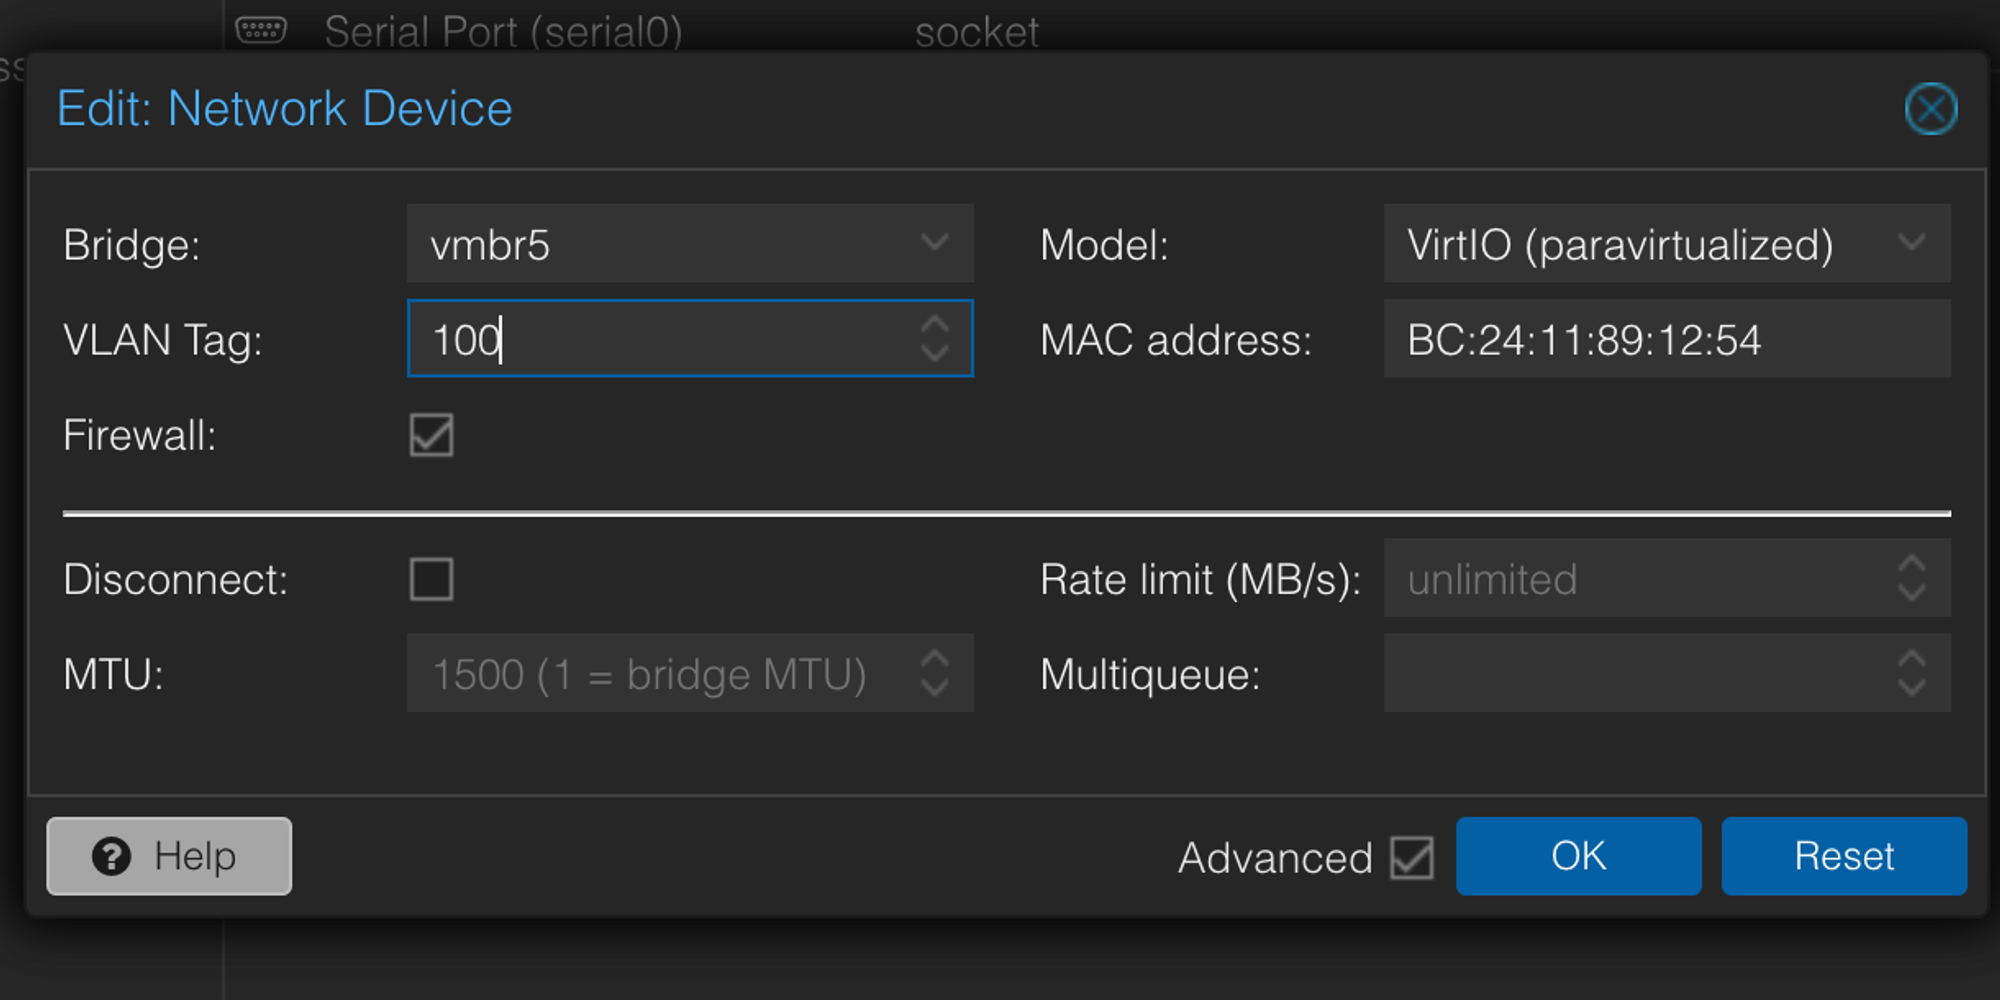 Serial Port (serial0) socket
ss
Edit: Network Device
Bridge: vmbr5 Model: VirtIO (paravirtualized)
VLAN Tag: 100 MAC address: BC:24:11:89:12:54
Firewall:
Disconnect: Rate limit (MB/s): unlimited
MTU: 1500 (1 = bridge MTU) Multiqueue:
? Help Advanced OK Reset